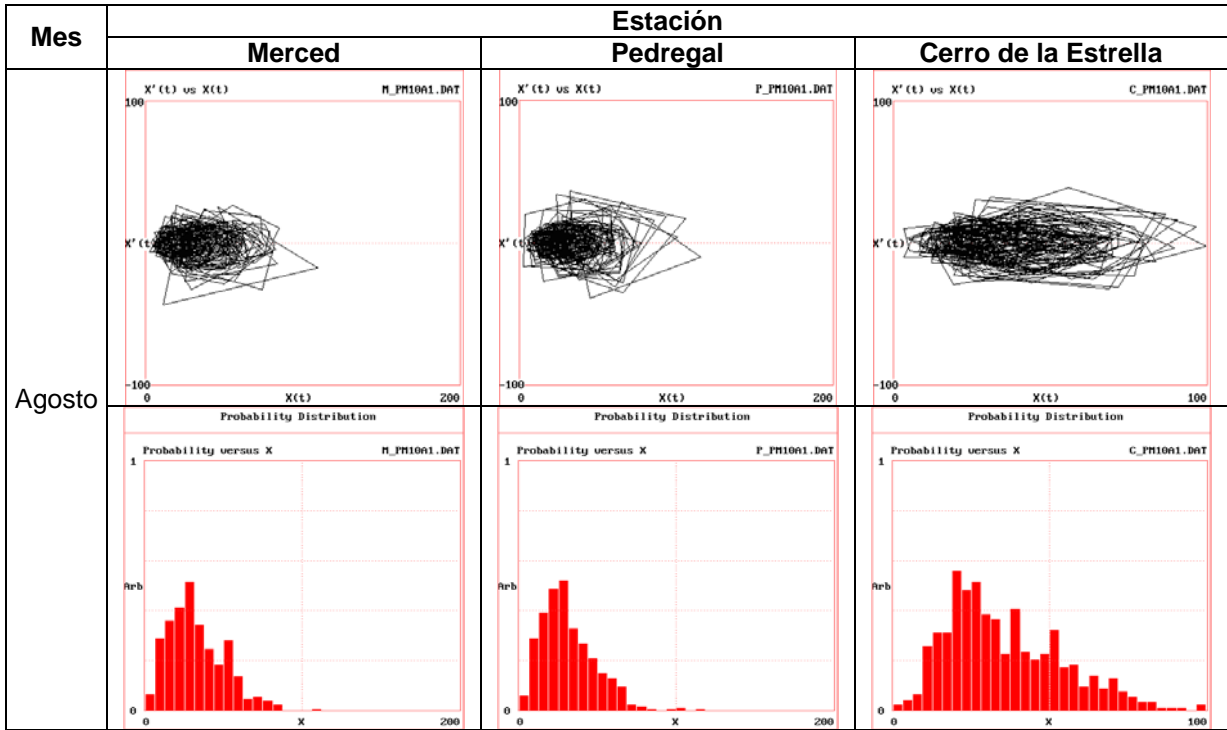 Mes
Estación
Merced
Pedregal
Cerro de la Estrella
Agosto
X'(t) vs X(t)
M_PM10A1.DAT
100
X'(t)
-100
0
X(t)
200
X'(t) vs X(t)
P_PM10A1.DAT
100
X'(t)
-100
0
X(t)
200
X'(t) vs X(t)
C_PM10A1.DAT
100
X'(t)
-100
0
X(t)
100
Probability Distribution
Probability versus X
M_PM10A1.DAT
1
Arb
0
0
X
200
Probability Distribution
Probability versus X
P_PM10A1.DAT
1
Arb
0
0
X
200
Probability Distribution
Probability versus X
C_PM10A1.DAT
1
Arb
0
0
X
100